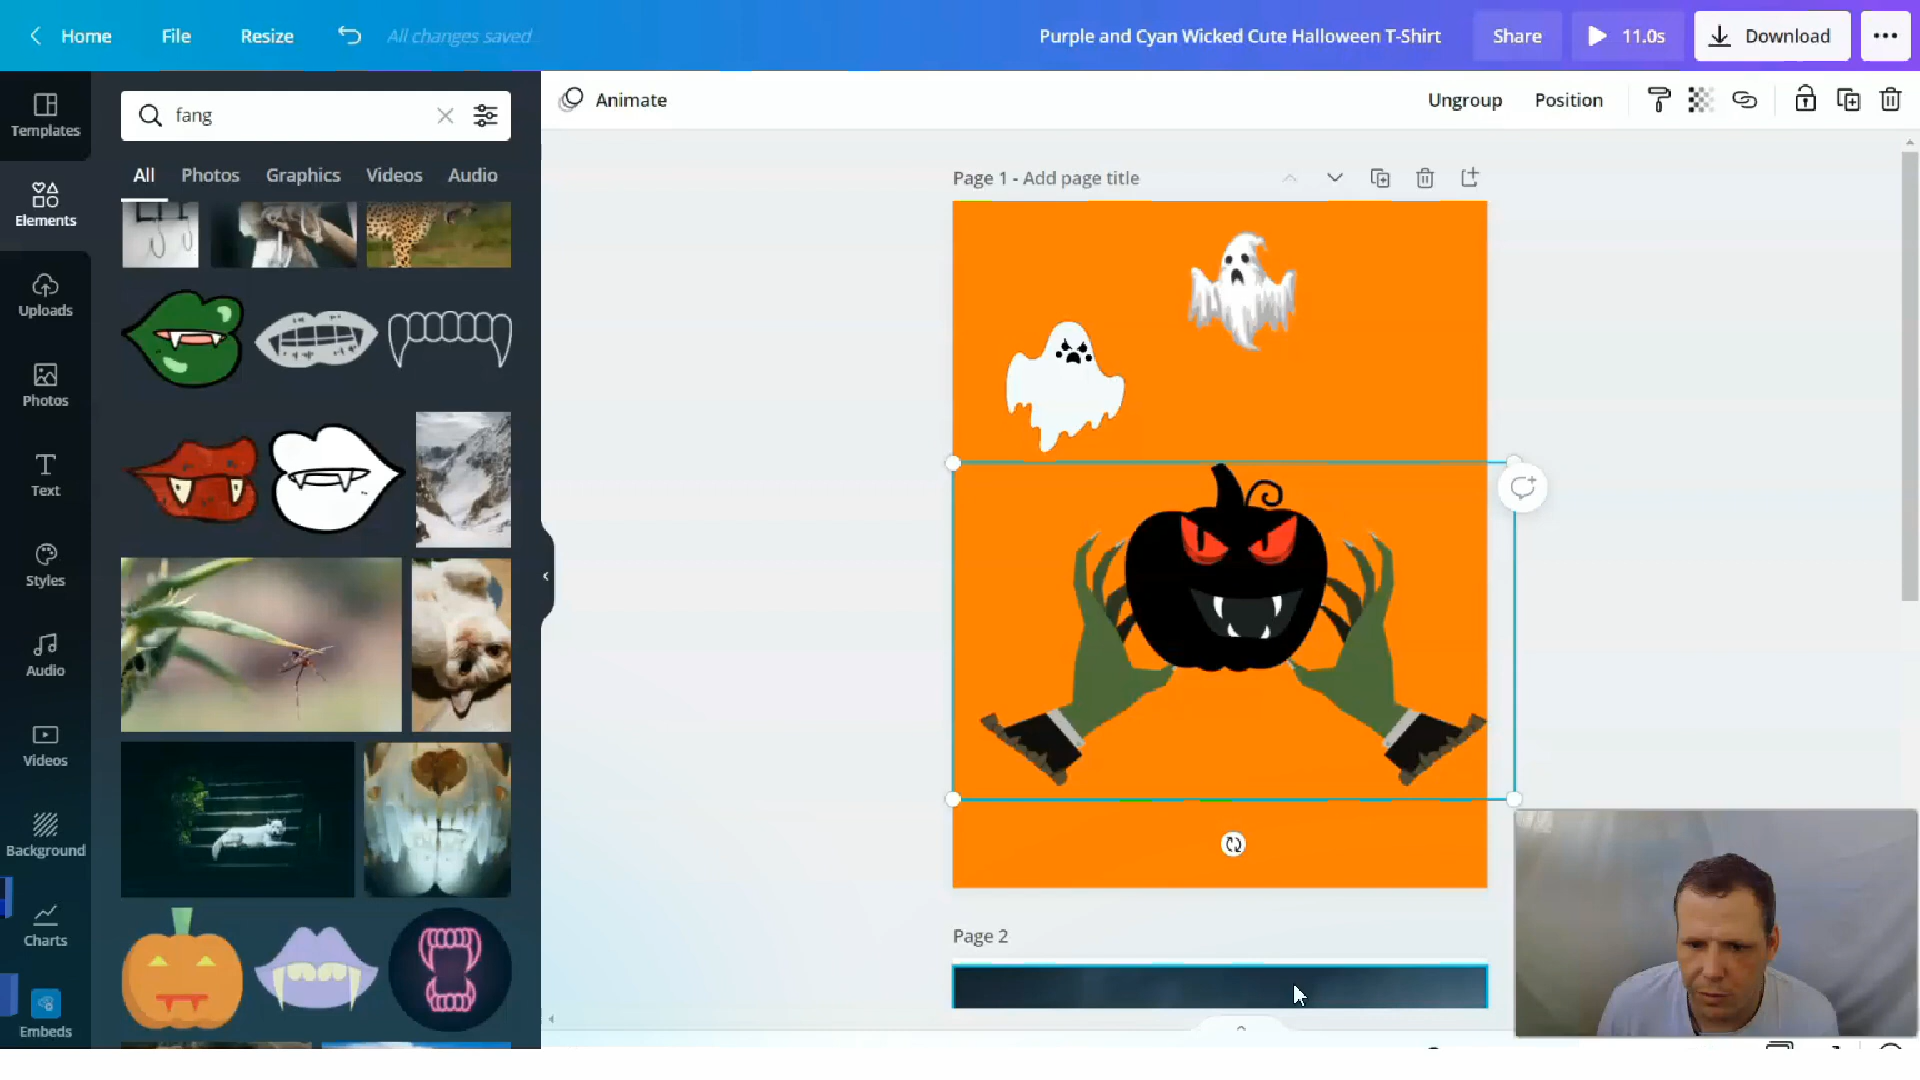 Home File Resize All changes saved Purple and Cyan Wicked Cute Halloween T-Shirt Share 11.0s Download
Templates
Elements
Uploads
Photos
Text
Styles
Audio
Videos
Background
Charts
Embeds
fang
All Photos Graphics Videos Audio
Animate Ungroup Position
Page 1 - Add page title
Page 2